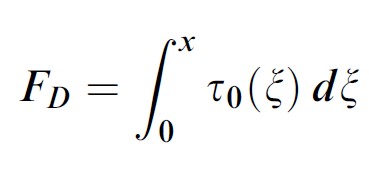 $F_D = \int_0^x \tau_0(\xi)\, d\xi$